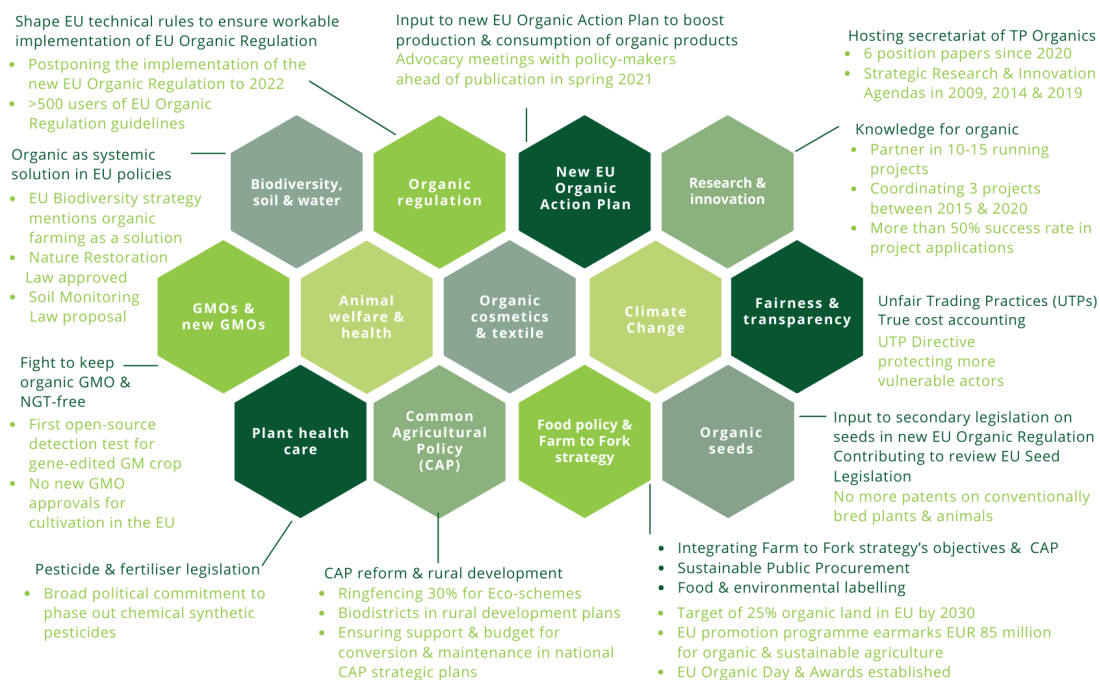 Shape EU technical rules to ensure workable
implementation of EU Organic Regulation
• Postponing the implementation of the
new EU Organic Regulation to 2022
• >500 users of EU Organic
Regulation guidelines
Input to new EU Organic Action Plan to boost
production & consumption of organic products
Advocacy meetings with policy-makers
ahead of publication in spring 2021
Hosting secretariat of TP Organics
• 6 position papers since 2020
• Strategic Research & Innovation
Agendas in 2009, 2014 & 2019
Knowledge for organic
• Partner in 10-15 running
projects
• Coordinating 3 projects
between 2015 & 2020
• More than 50% success rate in
project applications
Organic as systemic
solution in EU policies
• EU Biodiversity strategy
mentions organic
farming as a solution
• Nature Restoration
Law approved
• Soil Monitoring
Law proposal
Biodiversity,
soil & water
Organic
regulation
New EU
Organic
Action Plan
Research &
innovation
GMOs &
new GMOs
Animal
welfare &
health
Organic
cosmetics
& textile
Climate
Change
Fairness &
transparency
Unfair Trading Practices (UTPs)
True cost accounting
UTP Directive
protecting more
vulnerable actors
Fight to keep
organic GMO &
NGT-free
• First open-source
detection test for
gene-edited GM crop
• No new GMO
approvals for
cultivation in the EU
Plant health
care
Common
Agricultural
Policy
(CAP)
Food policy &
Farm to Fork
strategy
Organic
seeds
Input to secondary legislation on
seeds in new EU Organic Regulation
Contributing to review EU Seed
Legislation
No more patents on conventionally
bred plants & animals
Pesticide & fertiliser legislation
• Broad political commitment to
phase out chemical synthetic
pesticides
CAP reform & rural development
• Ringfencing 30% for Eco-schemes
• Biodistricts in rural development plans
• Ensuring support & budget for
conversion & maintenance in national
CAP strategic plans
• Integrating Farm to Fork strategy's objectives & CAP
• Sustainable Public Procurement
• Food & environmental labelling
• Target of 25% organic land in EU by 2030
• EU promotion programme earmarks EUR 85 million
for organic & sustainable agriculture
• EU Organic Day & Awards established